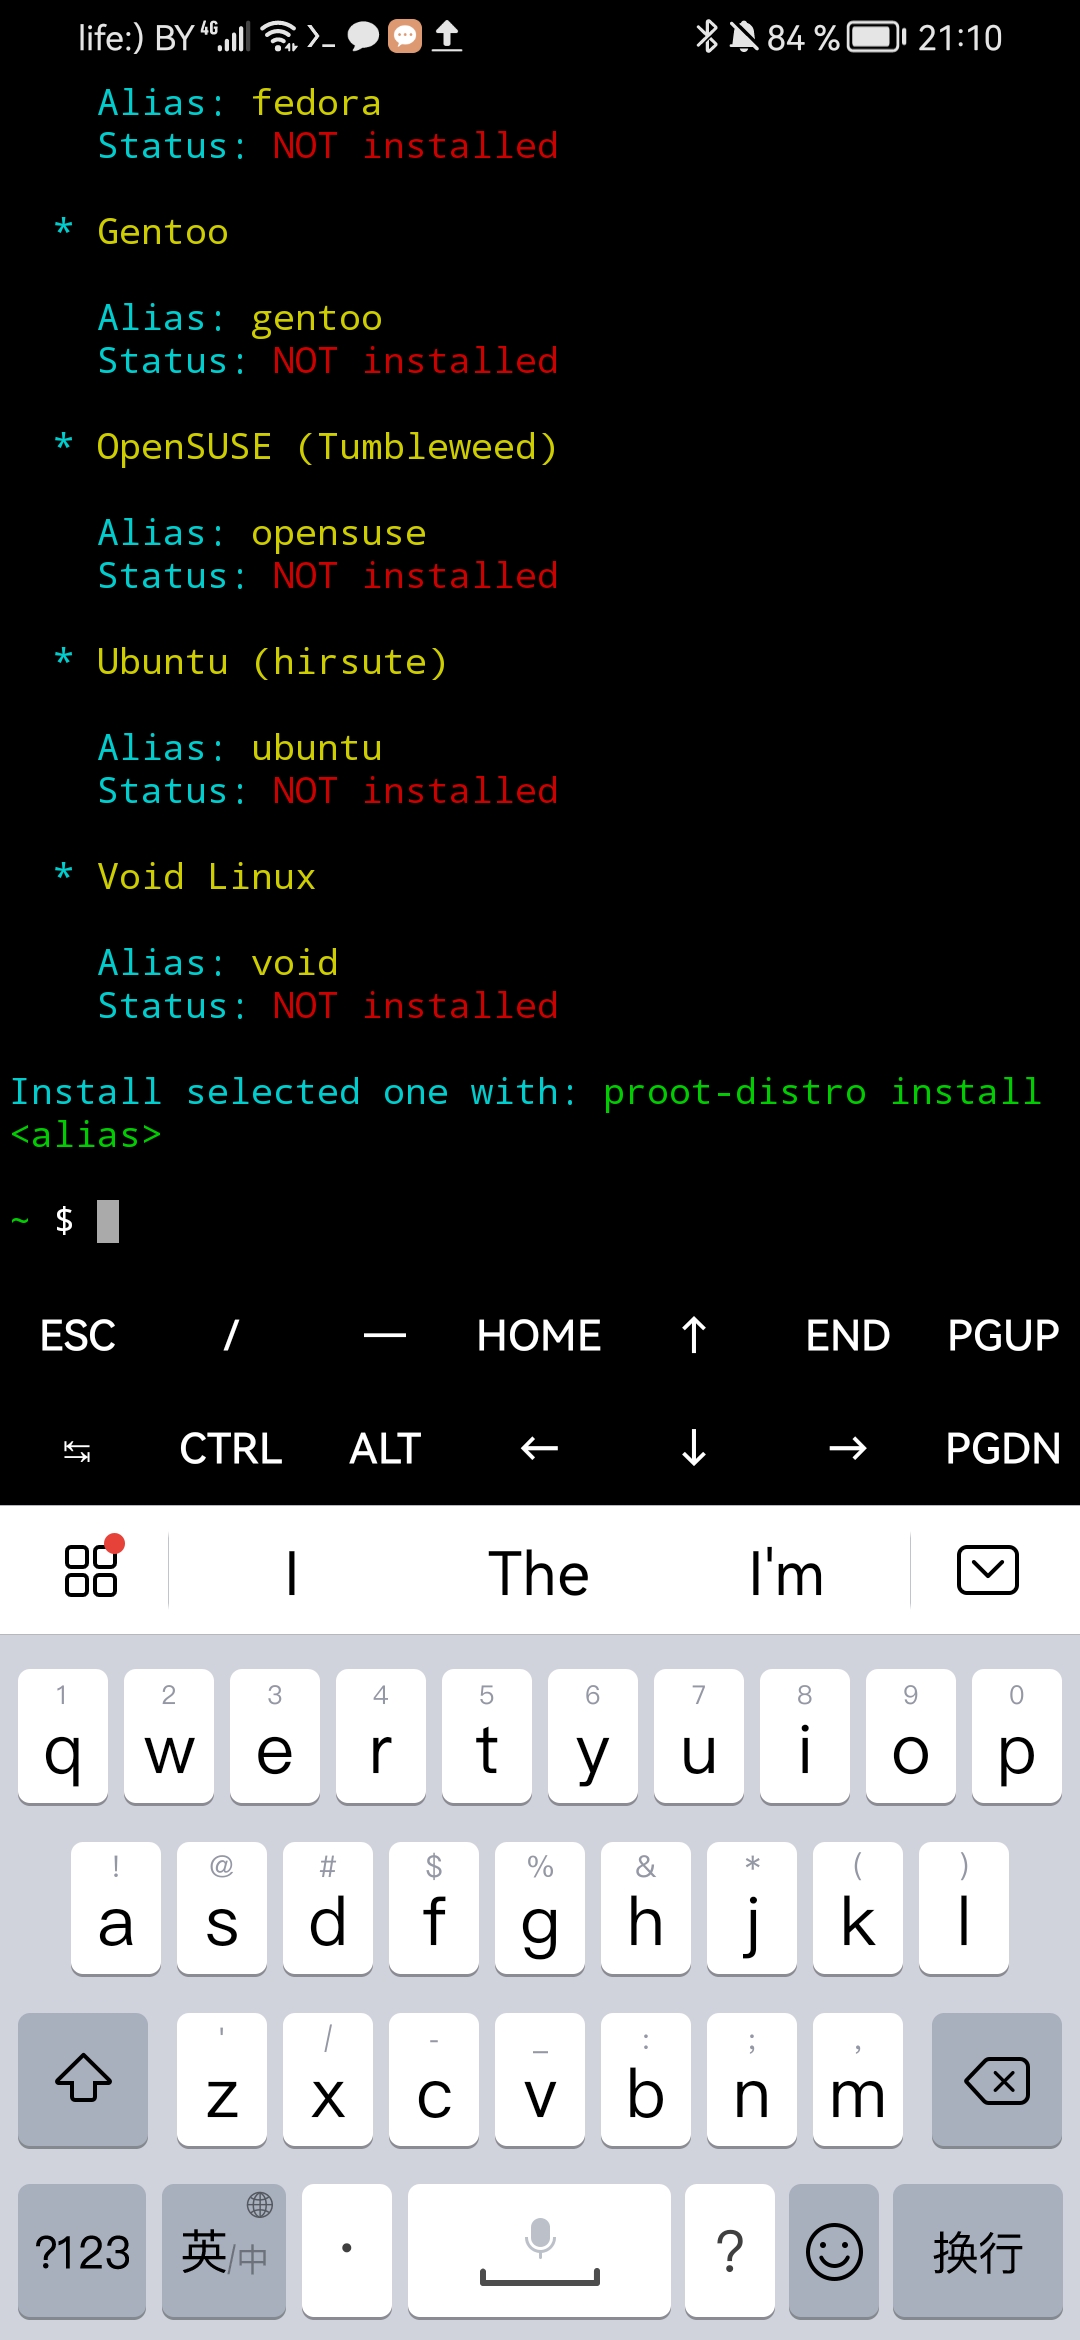 life:) BY 4G 84 % 21:10
Alias: fedora
Status: NOT installed
* Gentoo
Alias: gentoo
Status: NOT installed
* OpenSUSE (Tumbleweed)
Alias: opensuse
Status: NOT installed
* Ubuntu (hirsute)
Alias: ubuntu
Status: NOT installed
* Void Linux
Alias: void
Status: NOT installed
Install selected one with: proot-distro install
<alias>
~ $
ESC / — HOME ↑ END PGUP
CTRL ALT ← ↓ → PGDN
I The I'm
1 2 3 4 5 6 7 8 9 0
q w e r t y u i o p
! @ # $ % & * ( )
a s d f g h j k l
' / - _ : ; ,
z x c v b n m
?123 英/中 . ? 换行